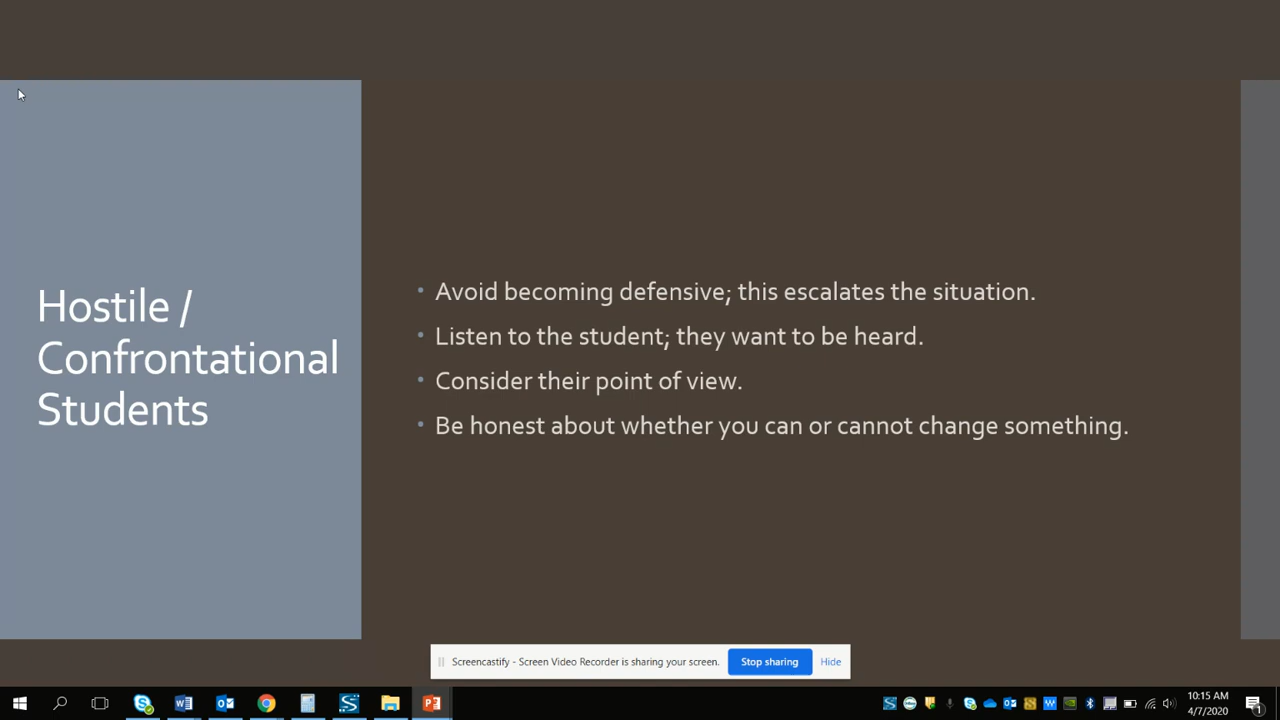 Hostile /
Confrontational
Students
• Avoid becoming defensive; this escalates the situation.
• Listen to the student; they want to be heard.
• Consider their point of view.
• Be honest about whether you can or cannot change something.
Screencastify - Screen Video Recorder is sharing your screen. Stop sharing Hide
10:15 AM
4/7/2020